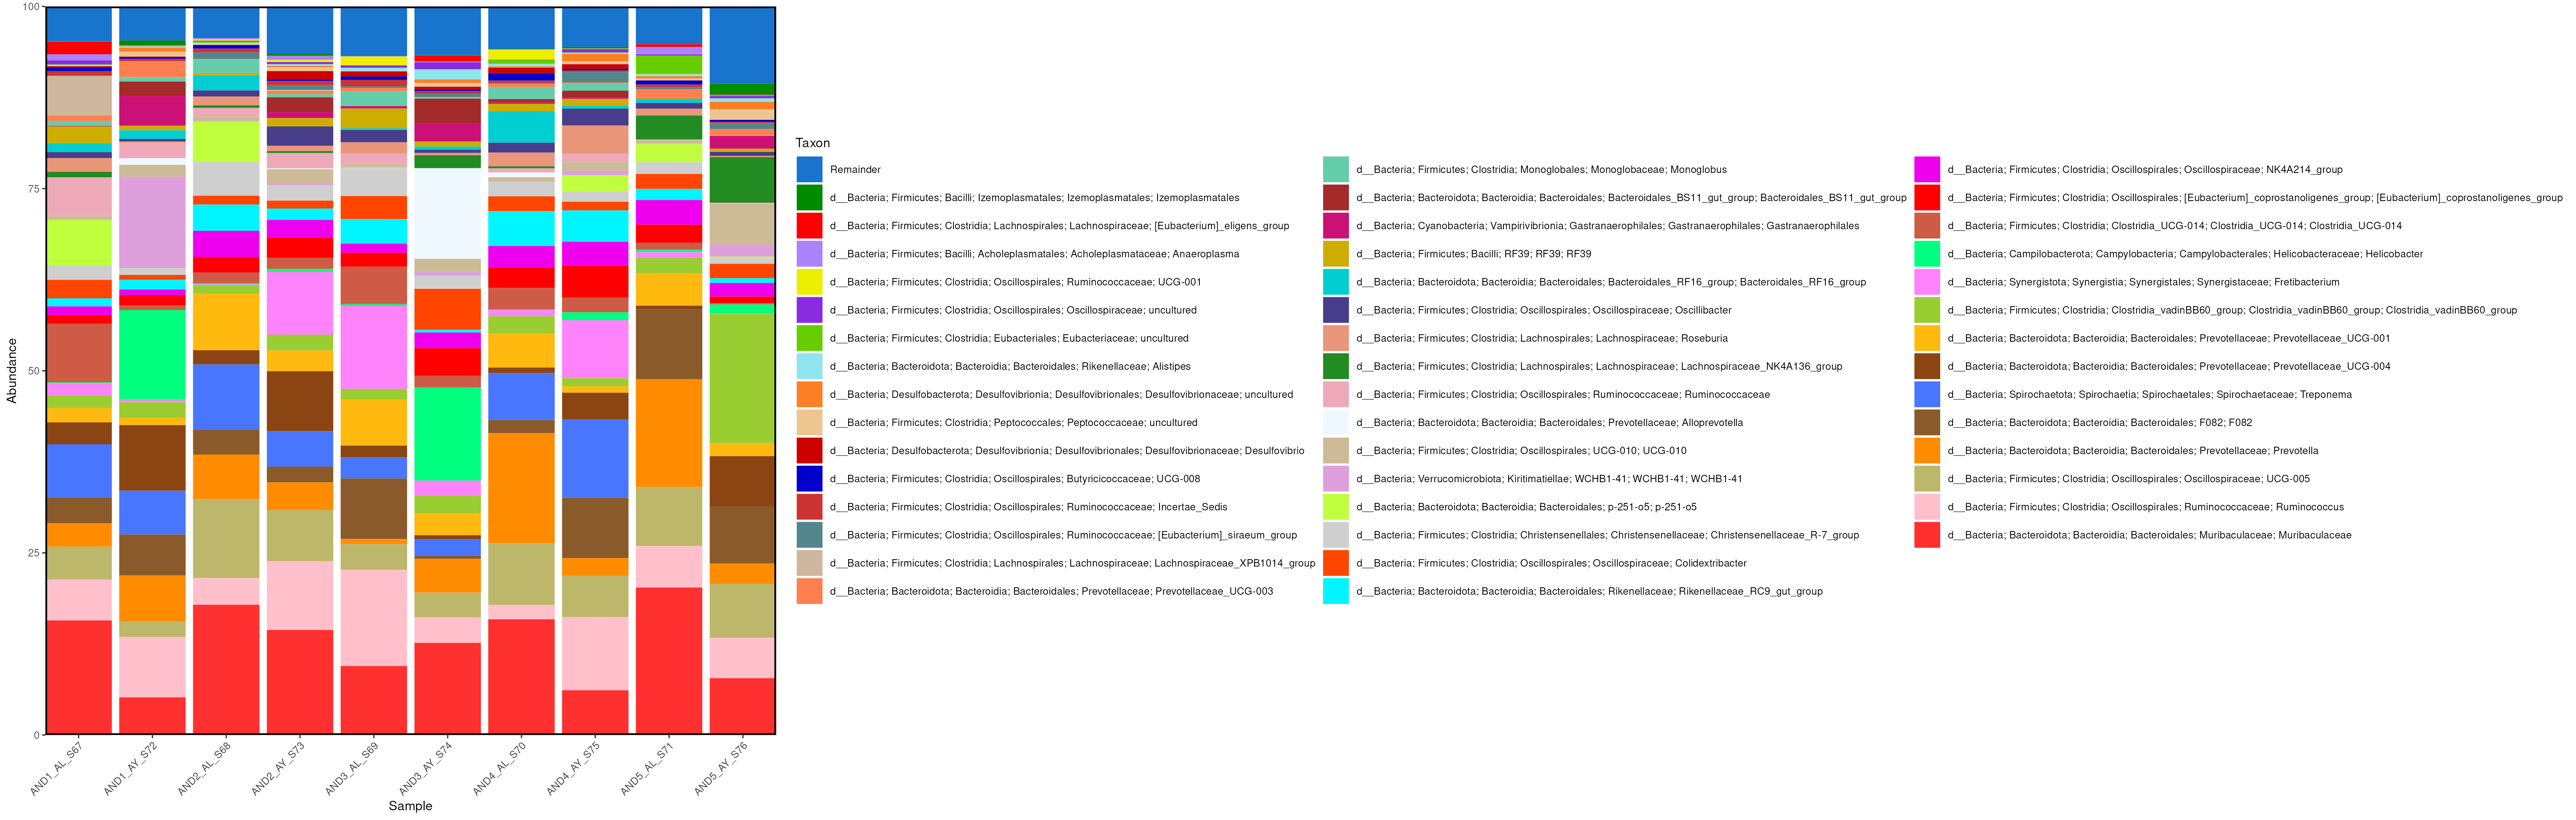 100
75
50
25
0
Abundance
AND1_AL_S67
AND1_AY_S72
AND2_AL_S68
AND2_AY_S73
AND3_AL_S69
AND3_AY_S74
AND4_AL_S70
AND4_AY_S75
AND5_AL_S71
AND5_AY_S76
Sample
Taxon
Remainder
d__Bacteria; Firmicutes; Bacilli; Izemoplasmatales; Izemoplasmatales; Izemoplasmatales
d__Bacteria; Firmicutes; Clostridia; Lachnospirales; Lachnospiraceae; [Eubacterium]_eligens_group
d__Bacteria; Firmicutes; Bacilli; Acholeplasmatales; Acholeplasmataceae; Anaeroplasma
d__Bacteria; Firmicutes; Clostridia; Oscillospirales; Ruminococcaceae; UCG-001
d__Bacteria; Firmicutes; Clostridia; Oscillospirales; Oscillospiraceae; uncultured
d__Bacteria; Firmicutes; Clostridia; Eubacteriales; Eubacteriaceae; uncultured
d__Bacteria; Bacteroidota; Bacteroidia; Bacteroidales; Rikenellaceae; Alistipes
d__Bacteria; Desulfobacterota; Desulfovibrionia; Desulfovibrionales; Desulfovibrionaceae; uncultured
d__Bacteria; Firmicutes; Clostridia; Peptococcales; Peptococcaceae; uncultured
d__Bacteria; Desulfobacterota; Desulfovibrionia; Desulfovibrionales; Desulfovibrionaceae; Desulfovibrio
d__Bacteria; Firmicutes; Clostridia; Oscillospirales; Butyricicoccaceae; UCG-008
d__Bacteria; Firmicutes; Clostridia; Oscillospirales; Ruminococcaceae; Incertae_Sedis
d__Bacteria; Firmicutes; Clostridia; Oscillospirales; Ruminococcaceae; [Eubacterium]_siraeum_group
d__Bacteria; Firmicutes; Clostridia; Lachnospirales; Lachnospiraceae; Lachnospiraceae_XPB1014_group
d__Bacteria; Bacteroidota; Bacteroidia; Bacteroidales; Prevotellaceae; Prevotellaceae_UCG-003
d__Bacteria; Firmicutes; Clostridia; Monoglobales; Monoglobaceae; Monoglobus
d__Bacteria; Bacteroidota; Bacteroidia; Bacteroidales; Bacteroidales_BS11_gut_group; Bacteroidales_BS11_gut_group
d__Bacteria; Cyanobacteria; Vampirivibrionia; Gastranaerophilales; Gastranaerophilales; Gastranaerophilales
d__Bacteria; Firmicutes; Bacilli; RF39; RF39; RF39
d__Bacteria; Bacteroidota; Bacteroidia; Bacteroidales; Bacteroidales_RF16_group; Bacteroidales_RF16_group
d__Bacteria; Firmicutes; Clostridia; Oscillospirales; Oscillospiraceae; Oscillibacter
d__Bacteria; Firmicutes; Clostridia; Lachnospirales; Lachnospiraceae; Roseburia
d__Bacteria; Firmicutes; Clostridia; Lachnospirales; Lachnospiraceae; Lachnospiraceae_NK4A136_group
d__Bacteria; Firmicutes; Clostridia; Oscillospirales; Ruminococcaceae; Ruminococcaceae
d__Bacteria; Bacteroidota; Bacteroidia; Bacteroidales; Prevotellaceae; Alloprevotella
d__Bacteria; Firmicutes; Clostridia; Oscillospirales; UCG-010; UCG-010
d__Bacteria; Verrucomicrobiota; Kiritimatiellae; WCHB1-41; WCHB1-41; WCHB1-41
d__Bacteria; Bacteroidota; Bacteroidia; Bacteroidales; p-251-o5; p-251-o5
d__Bacteria; Firmicutes; Clostridia; Christensenellales; Christensenellaceae; Christensenellaceae_R-7_group
d__Bacteria; Firmicutes; Clostridia; Oscillospirales; Oscillospiraceae; Colidextribacter
d__Bacteria; Bacteroidota; Bacteroidia; Bacteroidales; Rikenellaceae; Rikenellaceae_RC9_gut_group
d__Bacteria; Firmicutes; Clostridia; Oscillospirales; Oscillospiraceae; NK4A214_group
d__Bacteria; Firmicutes; Clostridia; Oscillospirales; [Eubacterium]_coprostanoligenes_group; [Eubacterium]_coprostanoligenes_group
d__Bacteria; Firmicutes; Clostridia; Clostridia_UCG-014; Clostridia_UCG-014; Clostridia_UCG-014
d__Bacteria; Campilobacterota; Campylobacteria; Campylobacterales; Helicobacteraceae; Helicobacter
d__Bacteria; Synergistota; Synergistia; Synergistales; Synergistaceae; Fretibacterium
d__Bacteria; Firmicutes; Clostridia; Clostridia_vadinBB60_group; Clostridia_vadinBB60_group; Clostridia_vadinBB60_group
d__Bacteria; Bacteroidota; Bacteroidia; Bacteroidales; Prevotellaceae; Prevotellaceae_UCG-001
d__Bacteria; Bacteroidota; Bacteroidia; Bacteroidales; Prevotellaceae; Prevotellaceae_UCG-004
d__Bacteria; Spirochaetota; Spirochaetia; Spirochaetales; Spirochaetaceae; Treponema
d__Bacteria; Bacteroidota; Bacteroidia; Bacteroidales; F082; F082
d__Bacteria; Bacteroidota; Bacteroidia; Bacteroidales; Prevotellaceae; Prevotella
d__Bacteria; Firmicutes; Clostridia; Oscillospirales; Oscillospiraceae; UCG-005
d__Bacteria; Firmicutes; Clostridia; Oscillospirales; Ruminococcaceae; Ruminococcus
d__Bacteria; Bacteroidota; Bacteroidia; Bacteroidales; Muribaculaceae; Muribaculaceae